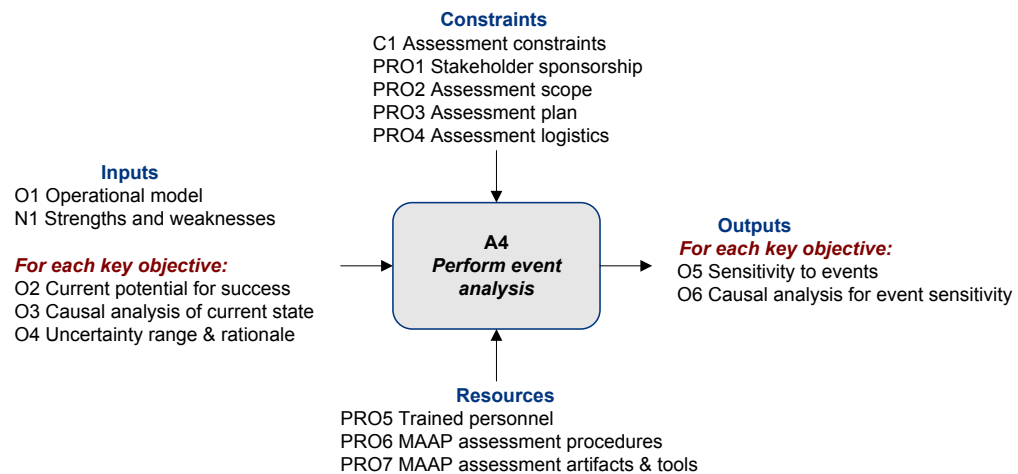 Constraints
C1 Assessment constraints
PRO1 Stakeholder sponsorship
PRO2 Assessment scope
PRO3 Assessment plan
PRO4 Assessment logistics
Inputs
O1 Operational model
N1 Strengths and weaknesses
For each key objective:
O2 Current potential for success
O3 Causal analysis of current state
O4 Uncertainty range & rationale
A4
Perform event
analysis
Outputs
For each key objective:
O5 Sensitivity to events
O6 Causal analysis for event sensitivity
Resources
PRO5 Trained personnel
PRO6 MAAP assessment procedures
PRO7 MAAP assessment artifacts & tools